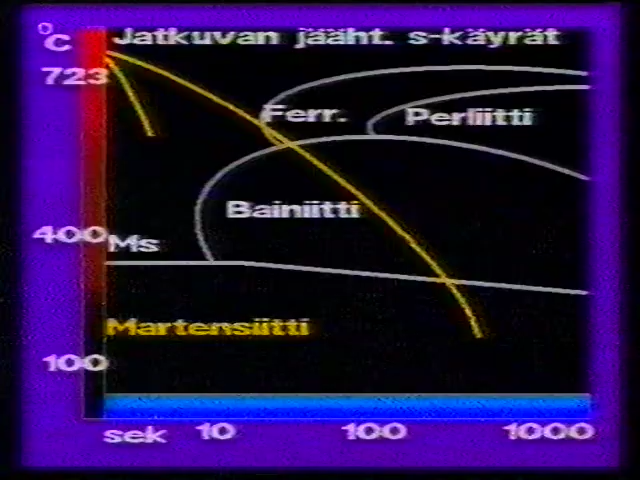 °C
Jatkuvan jääht. s-käyrät
723
Ferr.
Perliitti
Bainiitti
400
Ms
Martensiitti
100
sek 10 100 1000